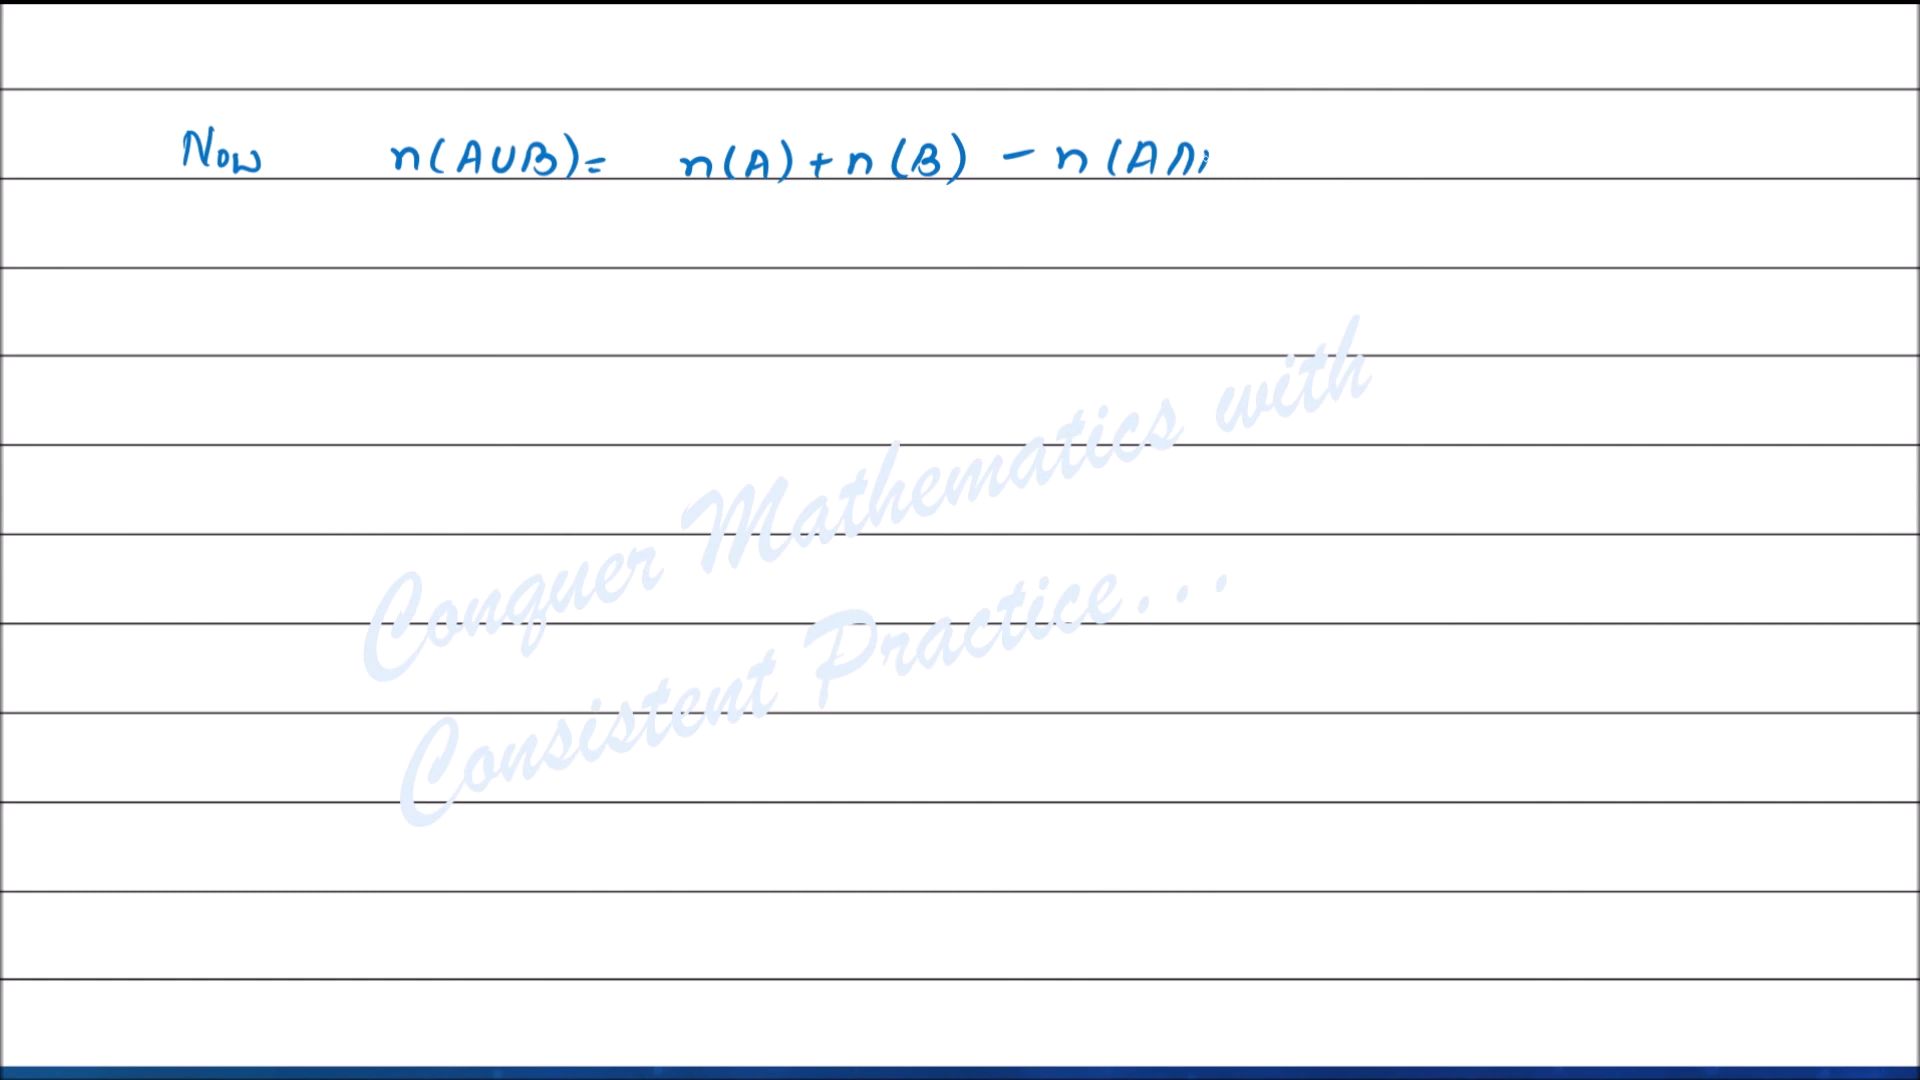 Now n(A∪B)= n(A)+n(B) - n(A∩
Conquer Mathematics with
Consistent Practice...